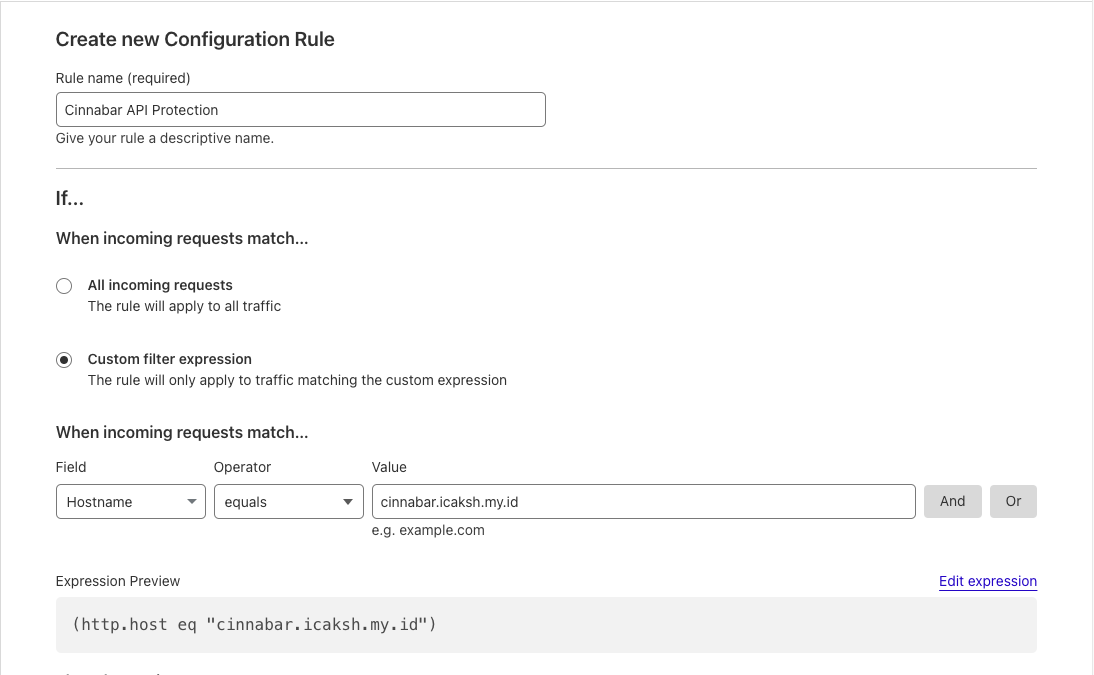 Create new Configuration Rule
Rule name (required)
Cinnabar API Protection
Give your rule a descriptive name.
If...
When incoming requests match...
All incoming requests
The rule will apply to all traffic
Custom filter expression
The rule will only apply to traffic matching the custom expression
When incoming requests match...
Field Operator Value
Hostname equals cinnabar.icaksh.my.id And Or
e.g. example.com
Expression Preview Edit expression
(http.host eq "cinnabar.icaksh.my.id")